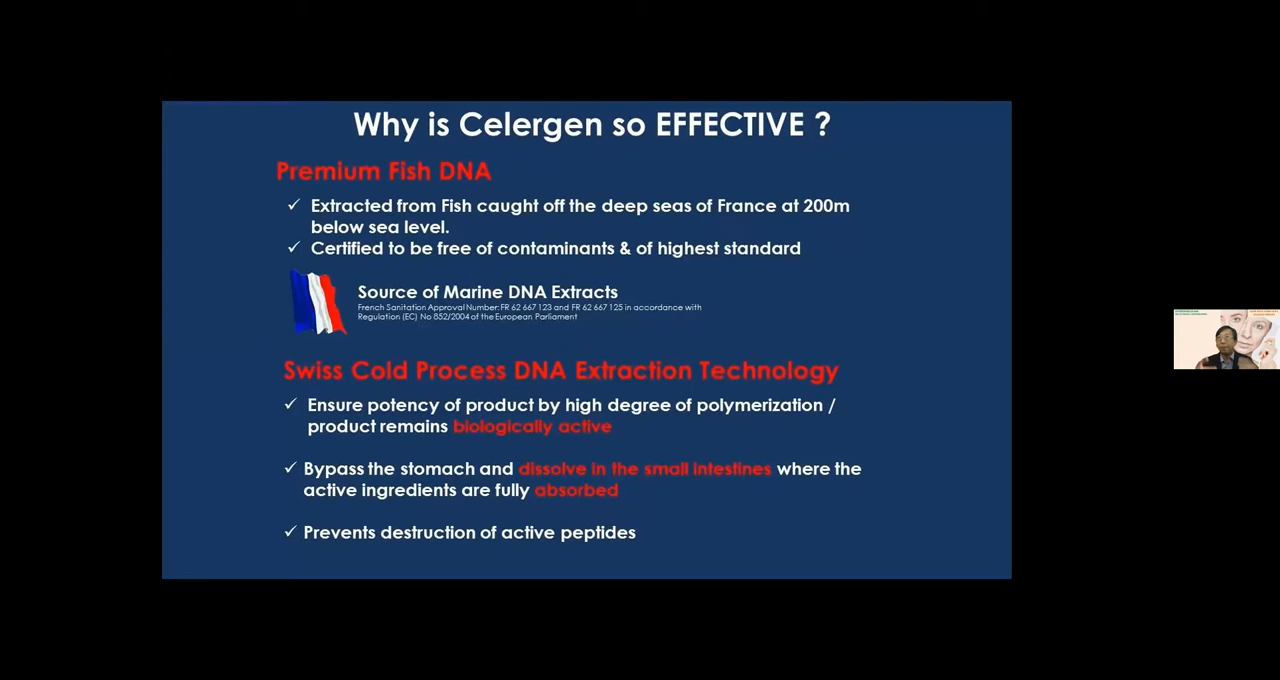 Why is Celergen so EFFECTIVE ?
Premium Fish DNA
✓ Extracted from Fish caught off the deep seas of France at 200m
below sea level.
✓ Certified to be free of contaminants & of highest standard
Source of Marine DNA Extracts
French Sanitation Approval Number: FR 62 667 123 and FR 62 667 125 in accordance with
Regulation (EC) No 852/2004 of the European Parliament
Swiss Cold Process DNA Extraction Technology
✓ Ensure potency of product by high degree of polymerization /
product remains biologically active
✓ Bypass the stomach and dissolve in the small intestines where the
active ingredients are fully absorbed
✓ Prevents destruction of active peptides